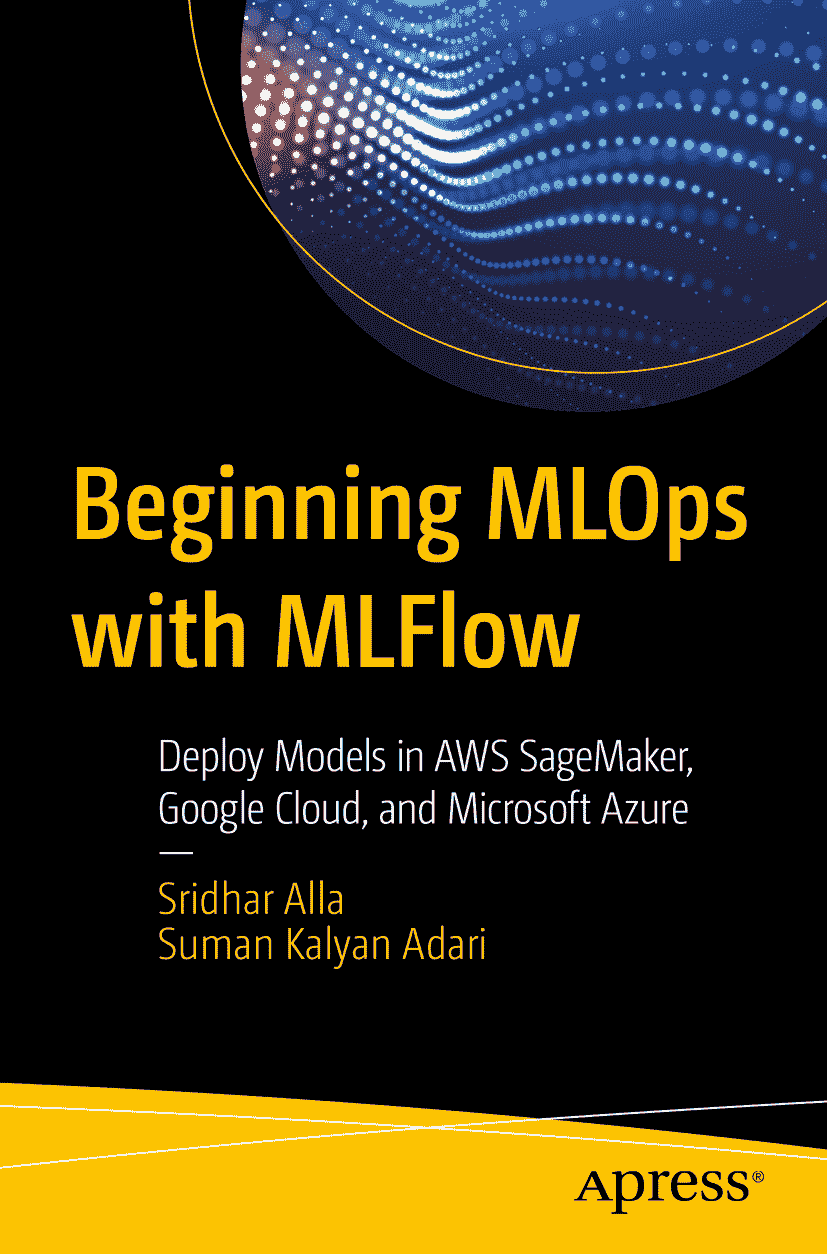 Beginning MLOps
with MLFlow
Deploy Models in AWS SageMaker,
Google Cloud, and Microsoft Azure
Sridhar Alla
Suman Kalyan Adari
Apress®